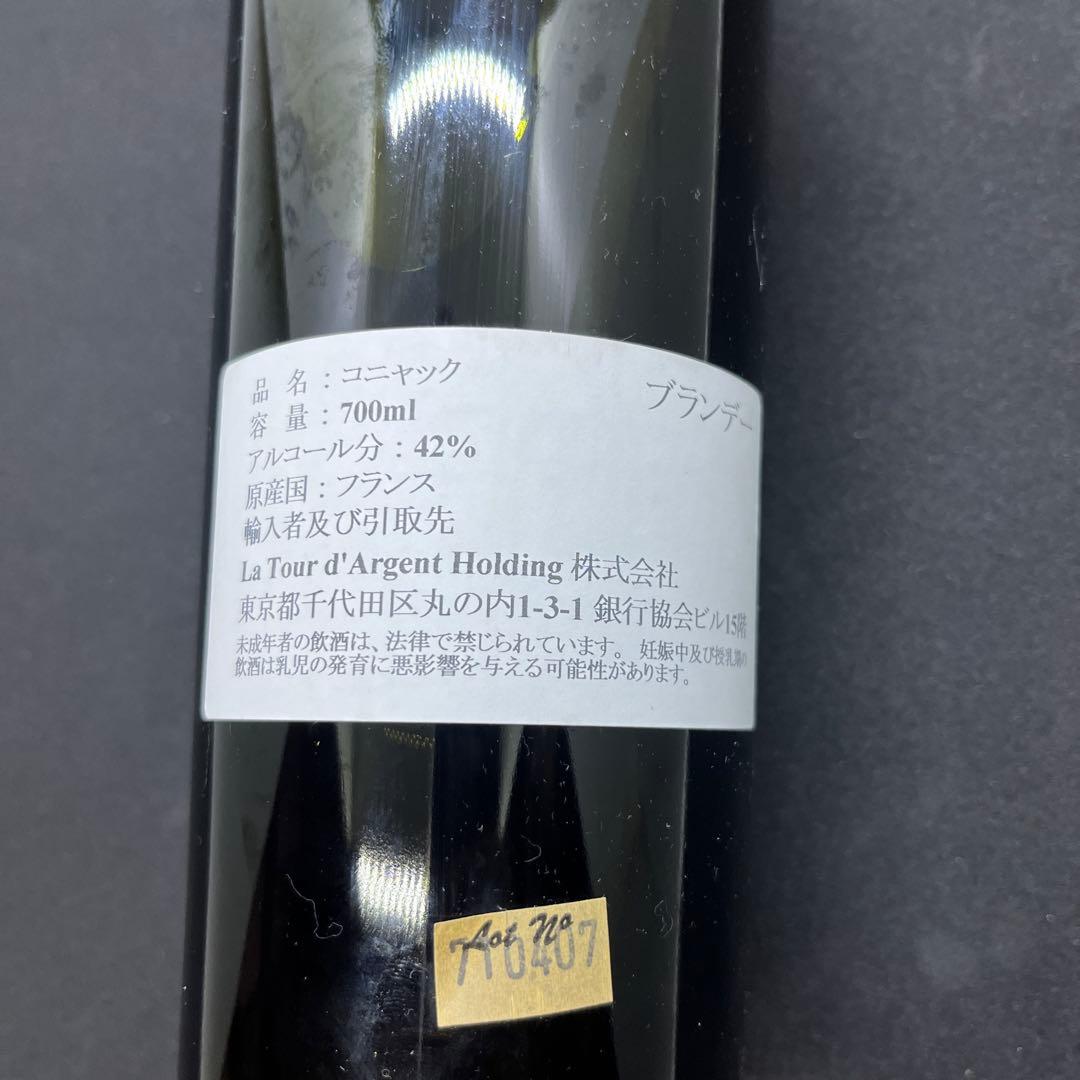 品 名：コニヤック
ブランデー
容 量：700ml
アルコール分：42%
原産国：フランス
輸入者及び引取先
La Tour d'Argent Holding 株式会社
東京都千代田区丸の内1-3-1 銀行協会ビル15階
未成年者の飲酒は、法律で禁じられています。 妊娠中及び授乳期の
飲酒は乳児の発育に悪影響を与える可能性があります。
Lot No
710407